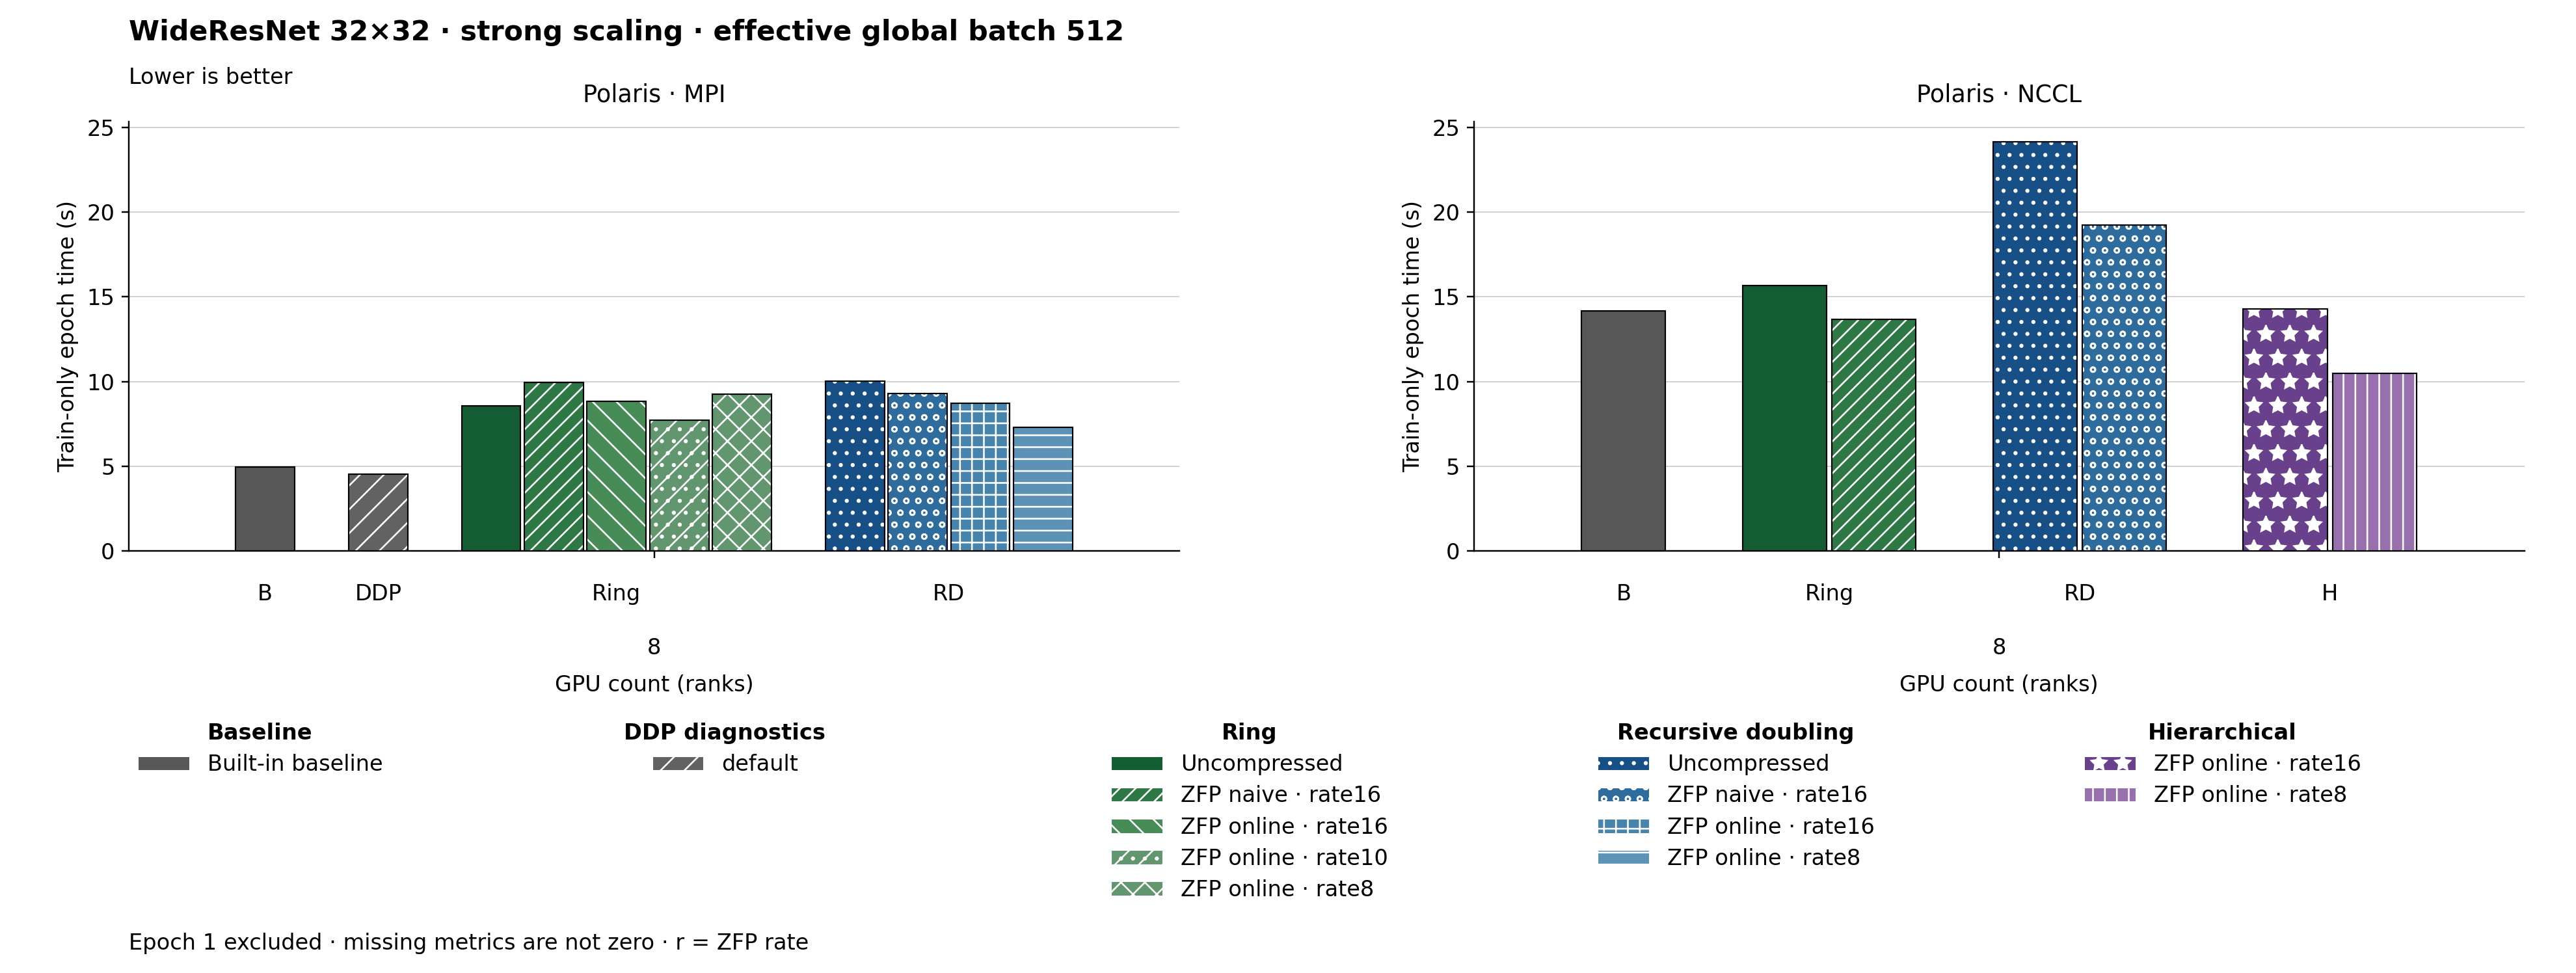 WideResNet 32×32 · strong scaling · effective global batch 512
Lower is better
Polaris · MPI
Train-only epoch time (s)
25
20
15
10
5
0
B DDP Ring RD
8
GPU count (ranks)
Polaris · NCCL
Train-only epoch time (s)
25
20
15
10
5
0
B Ring RD H
8
GPU count (ranks)
Baseline
Built-in baseline
DDP diagnostics
default
Ring
Uncompressed
ZFP naive · rate16
ZFP online · rate16
ZFP online · rate10
ZFP online · rate8
Recursive doubling
Uncompressed
ZFP naive · rate16
ZFP online · rate16
ZFP online · rate8
Hierarchical
ZFP online · rate16
ZFP online · rate8
Epoch 1 excluded · missing metrics are not zero · r = ZFP rate